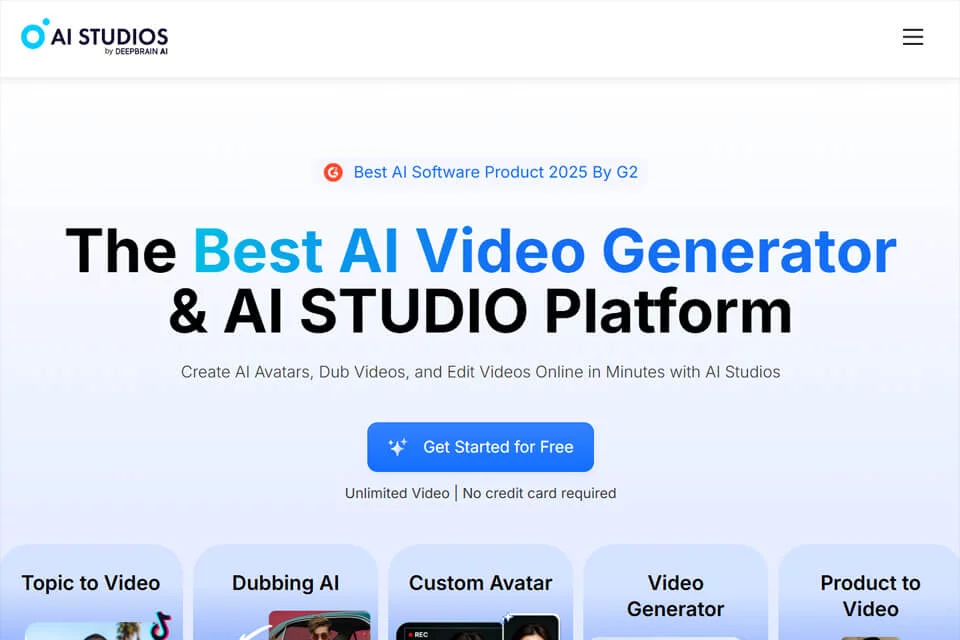 AI STUDIOS
by DEEPBRAIN AI
Best AI Software Product 2025 By G2
The Best AI Video Generator
& AI STUDIO Platform
Create AI Avatars, Dub Videos, and Edit Videos Online in Minutes with AI Studios
Get Started for Free
Unlimited Video | No credit card required
Topic to Video
Dubbing AI
Custom Avatar
Video
Generator
Product to
Video
REC